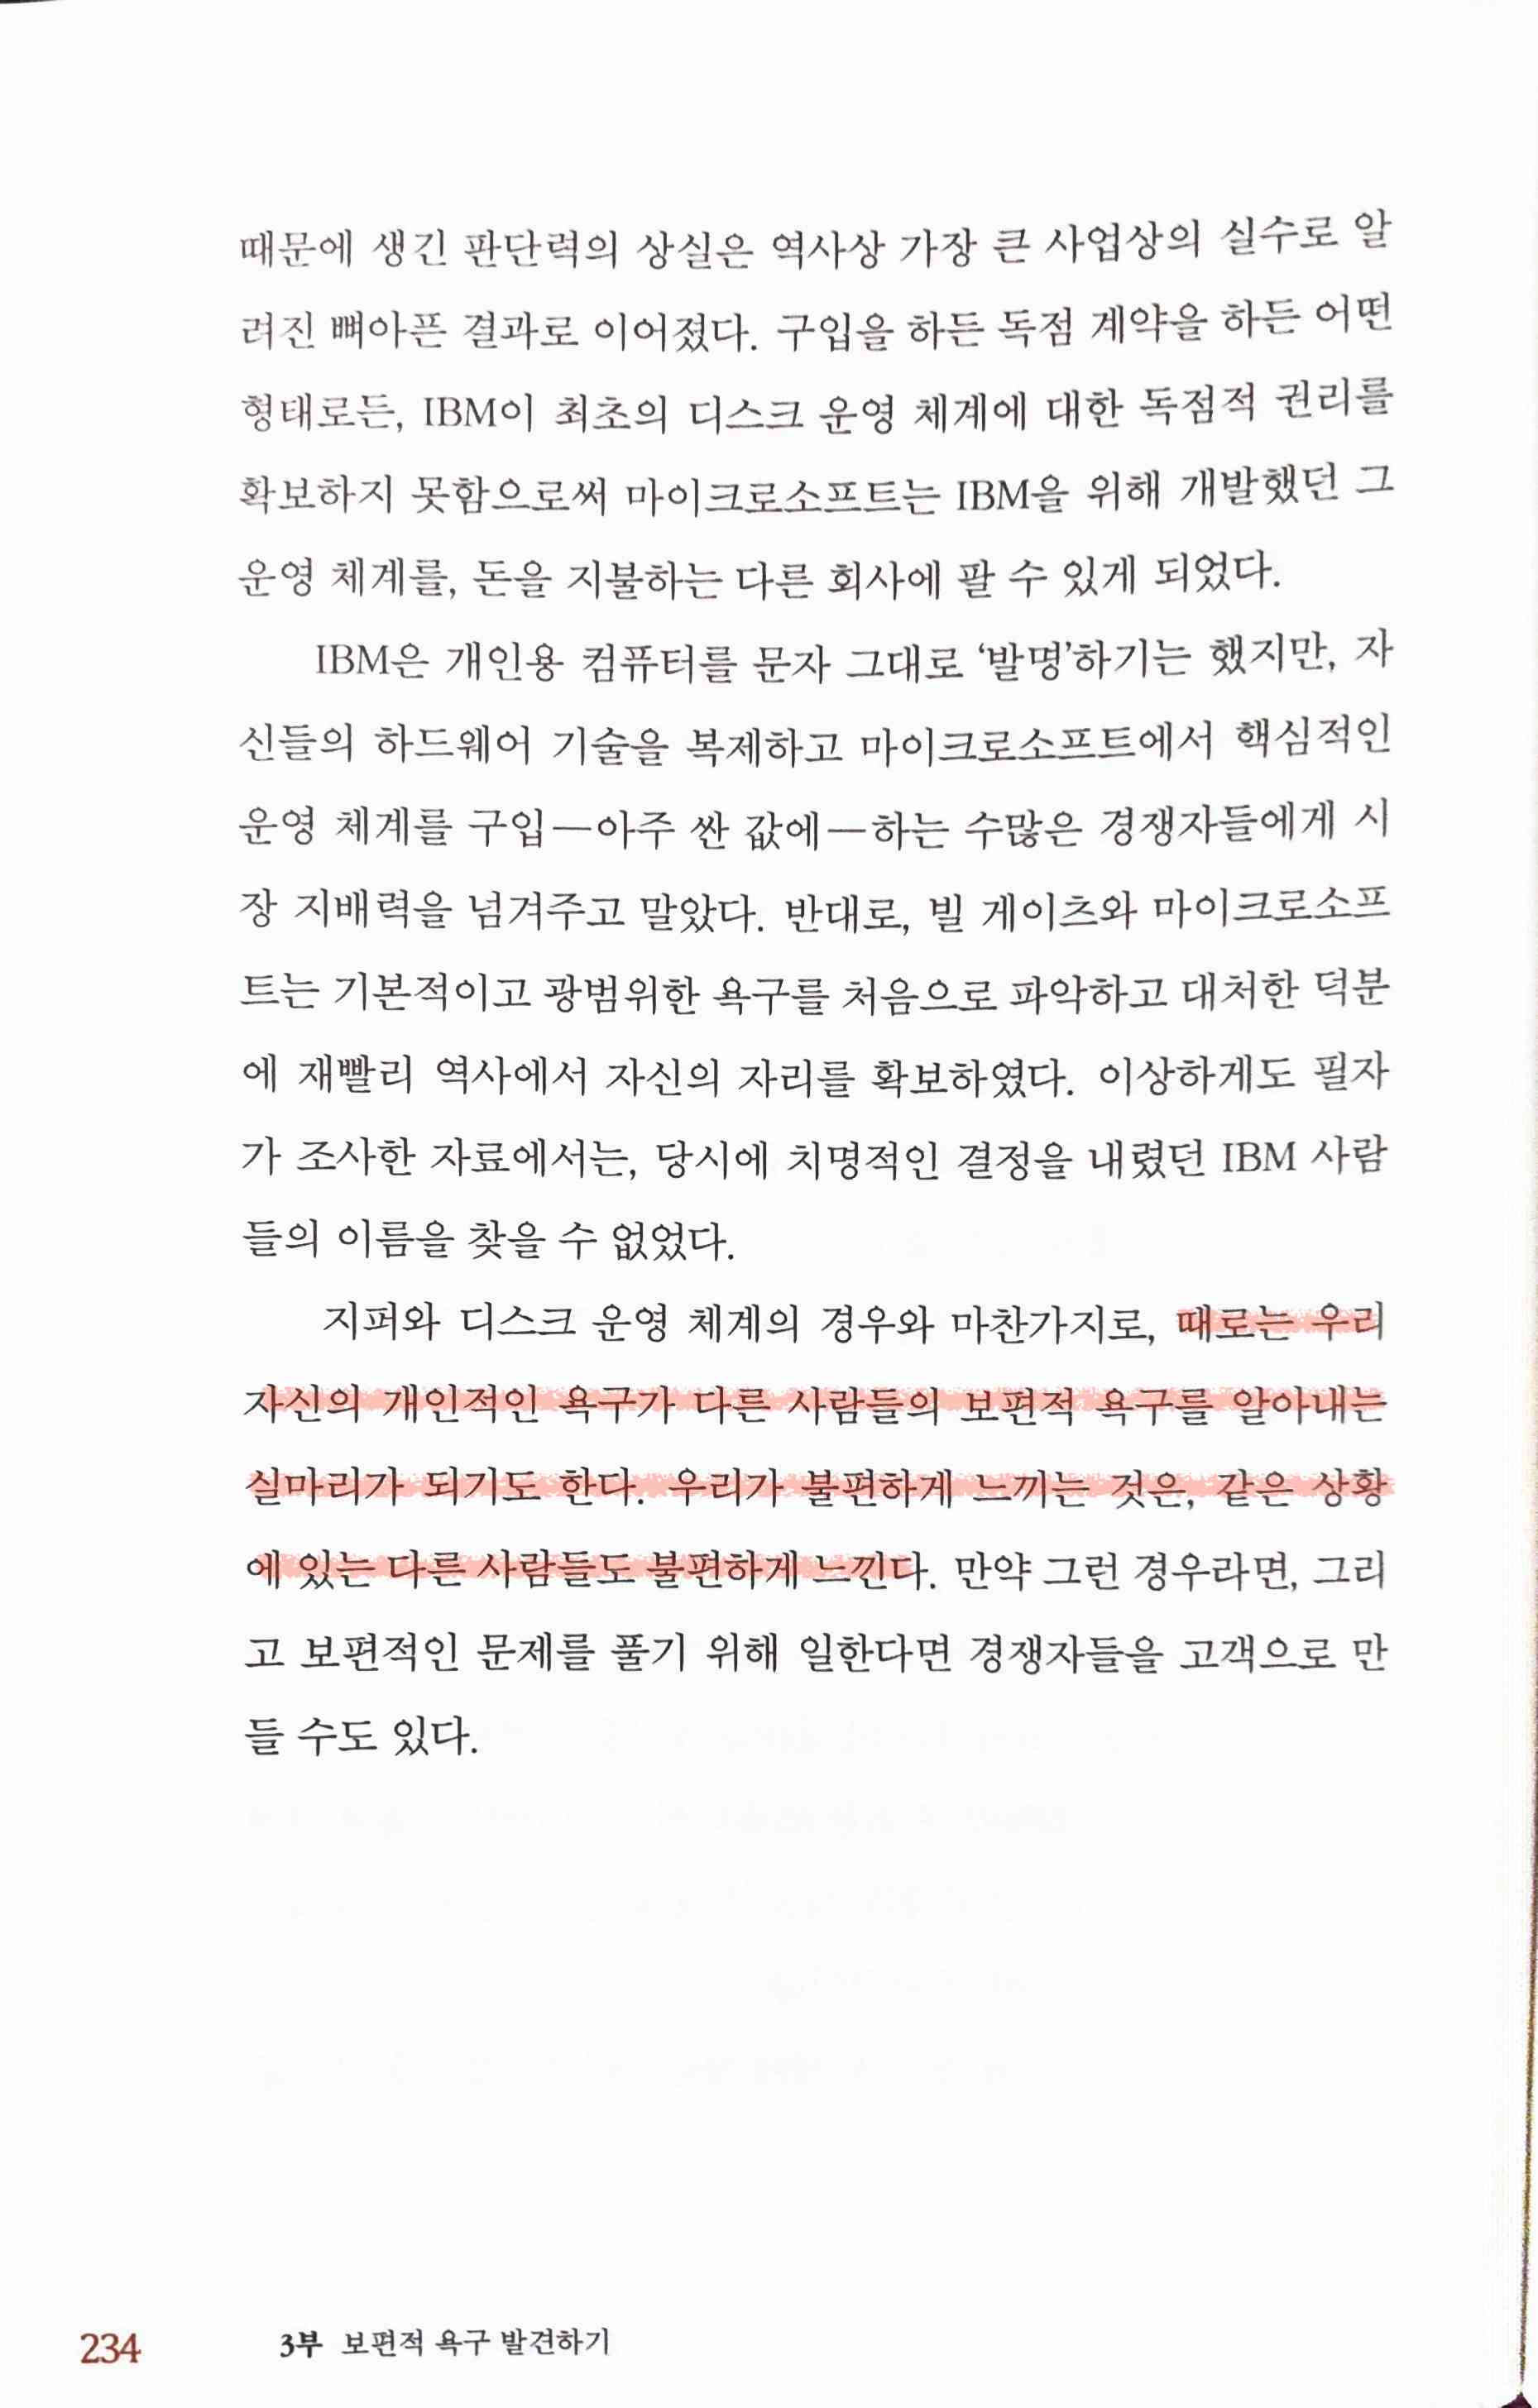 때문에 생긴 판단력의 상실은 역사상 가장 큰 사업상의 실수로 알
려진 뼈아픈 결과로 이어졌다. 구입을 하든 독점 계약을 하든 어떤
형태로든, IBM이 최초의 디스크 운영 체계에 대한 독점적 권리를
확보하지 못함으로써 마이크로소프트는 IBM을 위해 개발했던 그
운영 체계를, 돈을 지불하는 다른 회사에 팔 수 있게 되었다.
IBM은 개인용 컴퓨터를 문자 그대로 ‘발명’하기는 했지만, 자
신들의 하드웨어 기술을 복제하고 마이크로소프트에서 핵심적인
운영 체계를 구입—아주 싼 값에—하는 수많은 경쟁자들에게 시
장 지배력을 넘겨주고 말았다. 반대로, 빌 게이츠와 마이크로소프
트는 기본적이고 광범위한 욕구를 처음으로 파악하고 대처한 덕분
에 재빨리 역사에서 자신의 자리를 확보하였다. 이상하게도 필자
가 조사한 자료에서는, 당시에 치명적인 결정을 내렸던 IBM 사람
들의 이름을 찾을 수 없었다.
지퍼와 디스크 운영 체계의 경우와 마찬가지로, 때로는 우리
자신의 개인적인 욕구가 다른 사람들의 보편적 욕구를 알아내는
실마리가 되기도 한다. 우리가 불편하게 느끼는 것은, 같은 상황
에 있는 다른 사람들도 불편하게 느낀다. 만약 그런 경우라면, 그리
고 보편적인 문제를 풀기 위해 일한다면 경쟁자들을 고객으로 만
들 수도 있다.
234 3부 보편적 욕구 발견하기